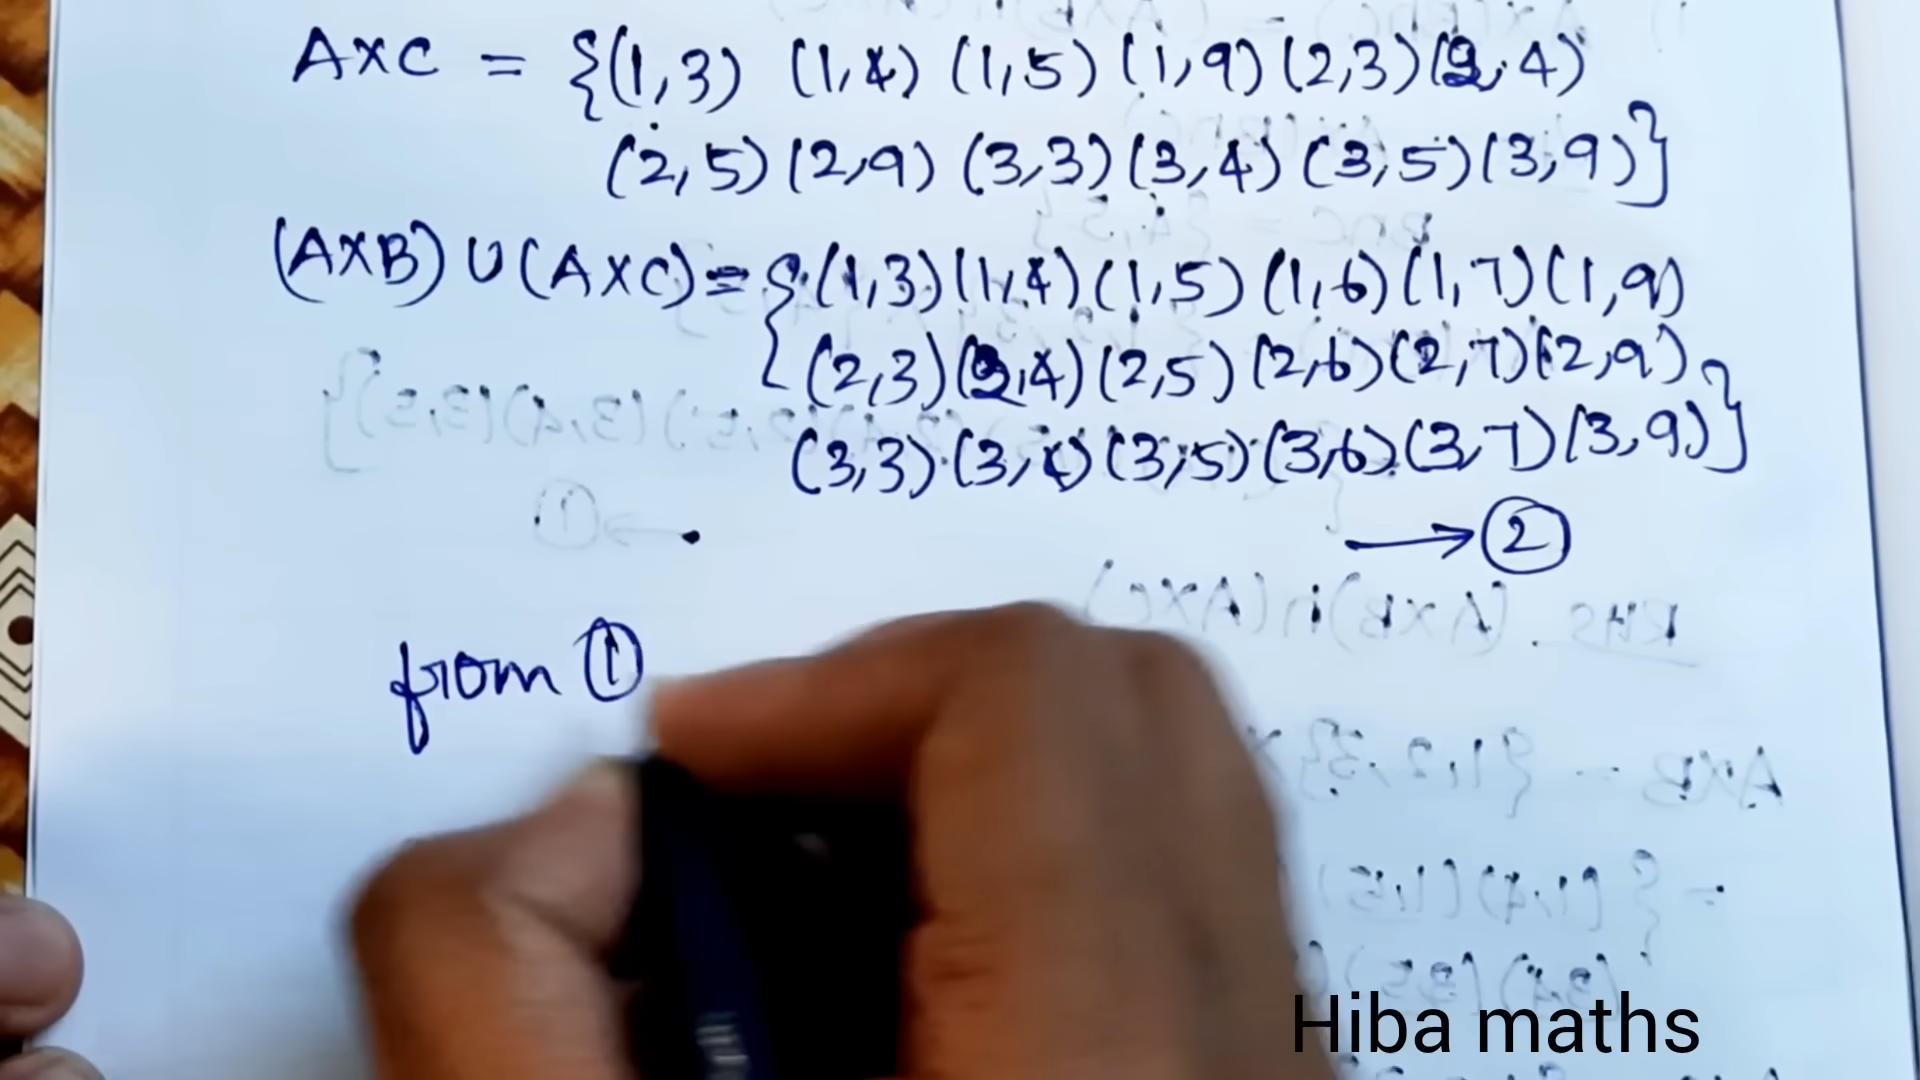 A×C = {(1,3) (1,4) (1,5) (1,9) (2,3) (2,4)
(2,5) (2,9) (3,3) (3,4) (3,5) (3,9)}
(A×B) ∪ (A×C) = {(1,3) (1,4) (1,5) (1,6) (1,7) (1,9)
(2,3) (2,4) (2,5) (2,6) (2,7) (2,9)
(3,3) (3,4) (3,5) (3,6) (3,7) (3,9)}
→ ②
from ①
Hiba maths